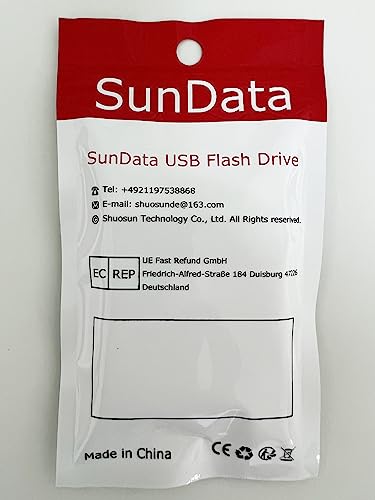 SunData
SunData USB Flash Drive
Tel: +4921197538868
E-mail: shuosunde@163.com
Shuosun Technology Co., Ltd. All Rights reserved.
EC REP
UE Fast Refund GmbH
Friedrich-Alfred-Straße 184 Duisburg 47226
Deutschland
Made in China
CE